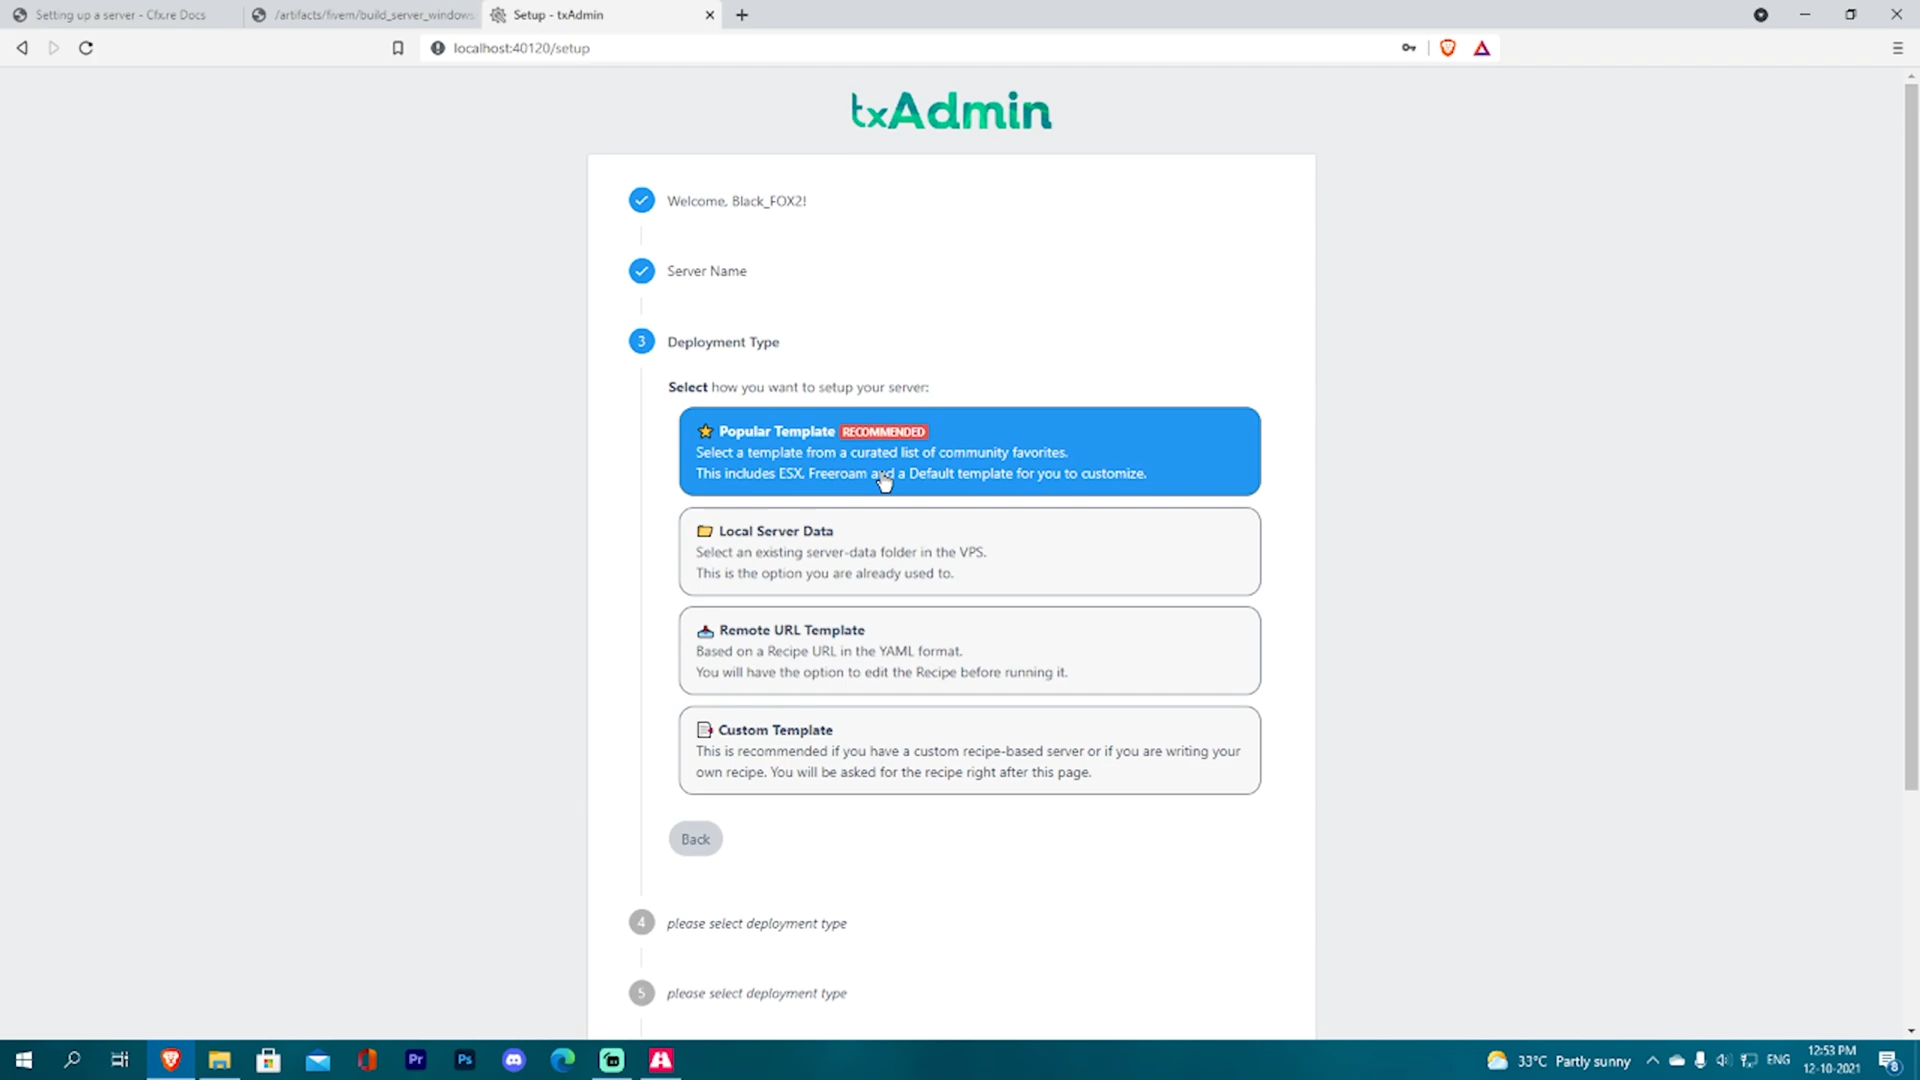 Setting up a server - Cfx.re Docs
/artifacts/fivem/build_server_windows
Setup - txAdmin
localhost:40120/setup
txAdmin
Welcome, Black_FOX2!
Server Name
3
Deployment Type
Select how you want to setup your server:
Popular Template RECOMMENDED
Select a template from a curated list of community favorites.
This includes ESX, Freeroam and a Default template for you to customize.
Local Server Data
Select an existing server-data folder in the VPS.
This is the option you are already used to.
Remote URL Template
Based on a Recipe URL in the YAML format.
You will have the option to edit the Recipe before running it.
Custom Template
This is recommended if you have a custom recipe-based server or if you are writing your
own recipe. You will be asked for the recipe right after this page.
Back
4
please select deployment type
5
please select deployment type
Pr
Ps
33°C Partly sunny
ENG
12:53 PM
12-10-2021
8